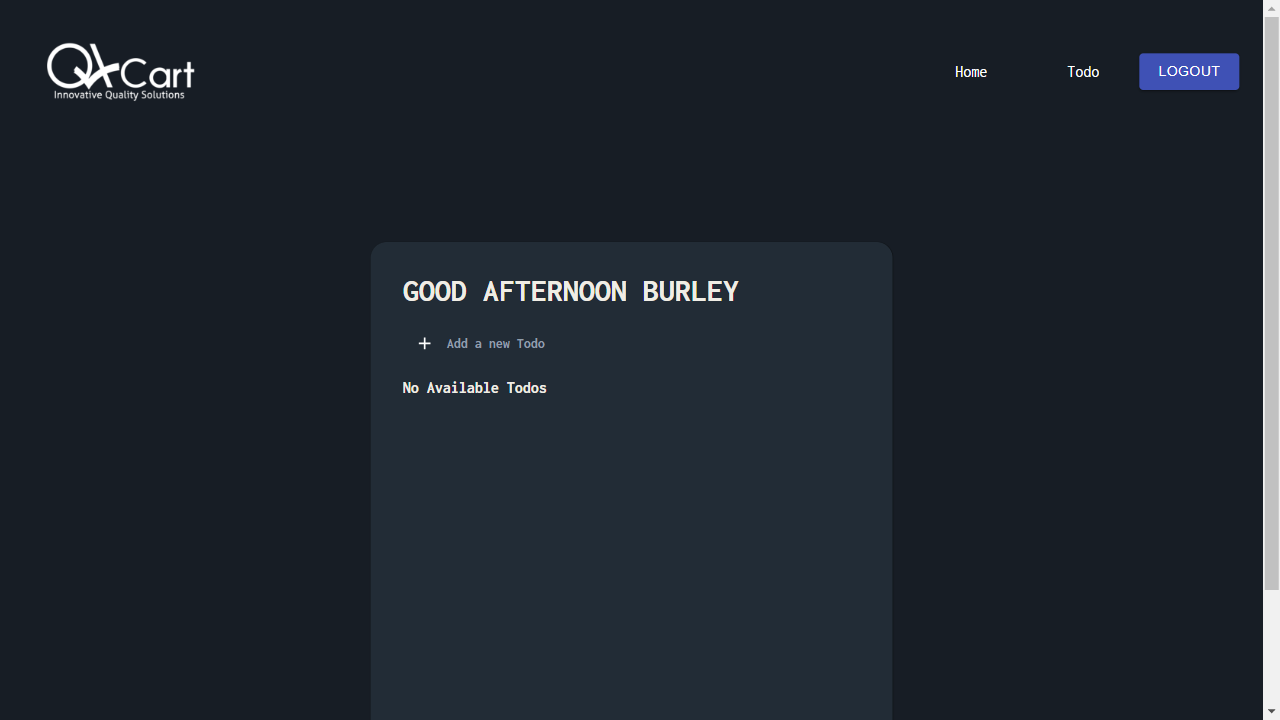 QACart
Innovative Quality Solutions
Home
Todo
LOGOUT
GOOD AFTERNOON BURLEY
Add a new Todo
No Available Todos